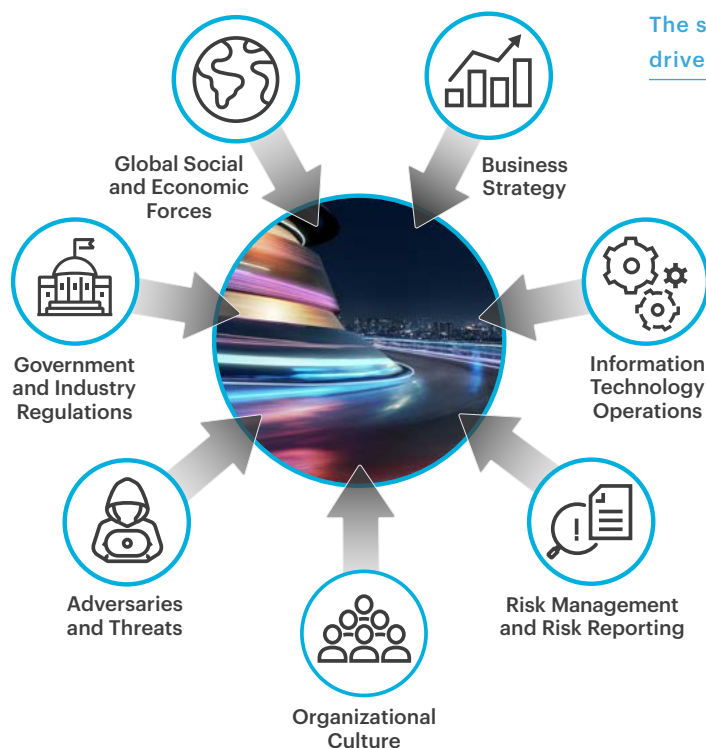 The s
drive
Global Social
and Economic
Forces
Business
Strategy
Government
and Industry
Regulations
Information
Technology
Operations
Adversaries
and Threats
Risk Management
and Risk Reporting
Organizational
Culture